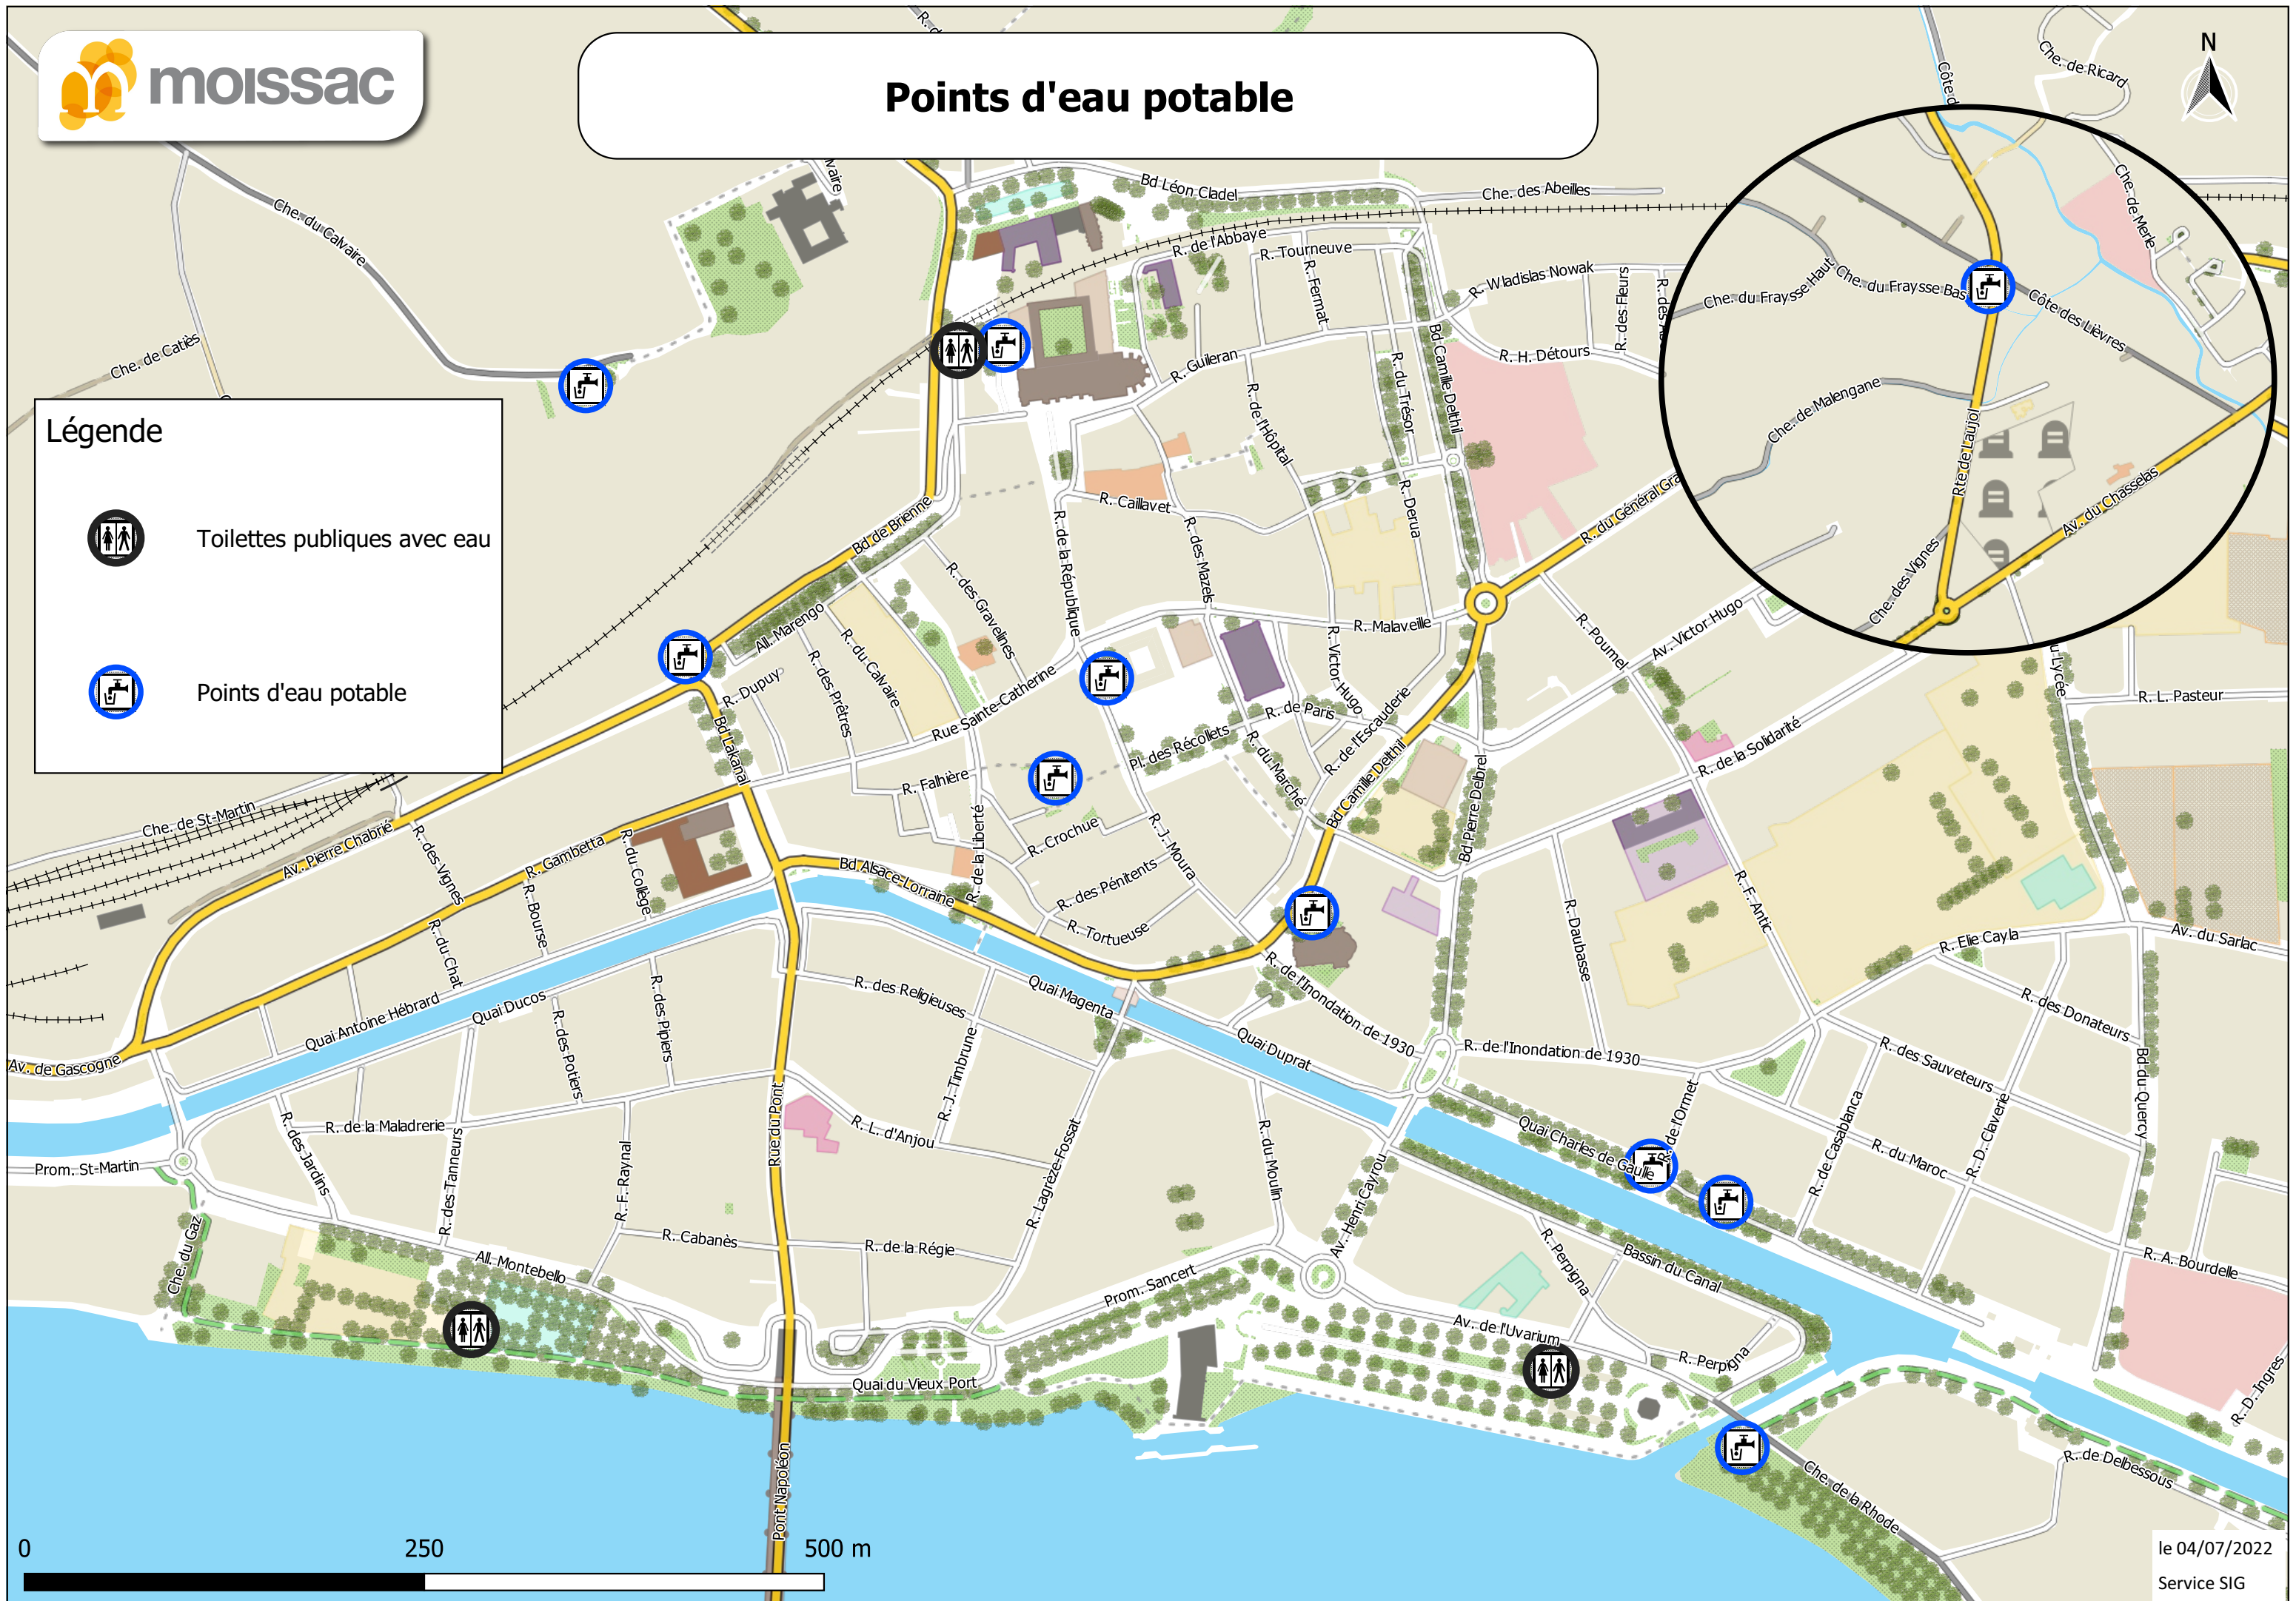 moissac
Points d'eau potable
N
Légende
Toilettes publiques avec eau
Points d'eau potable
Che. de Ricard
Che. de Merle
Bd Léon Cladel
Che. des Abeilles
Che. du Calvaire
Che. de Catiès
R. de l'Abbaye
R. Tourneuve
R. Fermat
R. Wladislas Nowak
R. des Fleurs
R. H. Détours
R. Guileran
R. de l'Hôpital
R. du Trésor
Bd Camille Delthil
Che. du Fraysse Haut
Che. du Fraysse Bas
Côte des Lièvres
Che. de Malengane
Rte de Laujol
Av. du Chasselas
Che. des Vignes
Bd de Brienne
R. Caillavet
R. de la République
R. des Mazels
R. Derua
R. Malaveille
R. Victor Hugo
R. Poumel
Av. Victor Hugo
R. L. Pasteur
All. Marengo
R. du Calvaire
R. des Gravelines
R. des Prêtres
R. Dupuy
Bd Lakanal
Rue Sainte-Catherine
Pl. des Récollets
R. de Paris
R. de l'Escauderie
R. du Marché
Bd Camille Delthil
Bd Pierre Delbrel
R. de la Solidarité
Che. de St-Martin
Av. Pierre Chabrié
R. des Vignes
R. Gambetta
R. du Collège
R. Bourse
R. du Chat
R. Falhière
R. de la Liberté
R. Crochue
R. J. Moura
R. des Pénitents
R. Tortueuse
Bd Alsace-Lorraine
R. Daubasse
R. F. Antic
R. Elie Cayla
Av. du Sarlac
R. des Donateurs
R. des Sauveteurs
Bd du Quercy
Quai Antoine Hébrard
Quai Ducos
R. des Potiers
R. des Pipiers
R. des Religieuses
Quai Magenta
R. de l'Inondation de 1930
Quai Duprat
R. de l'Inondation de 1930
Av. de Gascogne
R. J. Timbrune
R. de l'Ormet
R. de Casablanca
R. D. Claverie
R. du Maroc
Prom. St-Martin
R. de la Maladrerie
R. des Jardins
R. des Tanneurs
R. F. Raynal
Rue du Pont
R. L. d'Anjou
R. Lagrèze-Fossat
R. du Moulin
Av. Henri Cayrou
Quai Charles de Gaulle
R. A. Bourdelle
Che. du Gaz
All. Montebello
R. Cabanès
R. de la Régie
Prom. Sancert
R. Perpigna
Bassin du Canal
Av. de l'Uvarium
R. Perpigna
Quai du Vieux Port
Pont Napoléon
R. D. Ingres
R. de Delbessous
Che. de la Rhode
0
250
500 m
le 04/07/2022
Service SIG